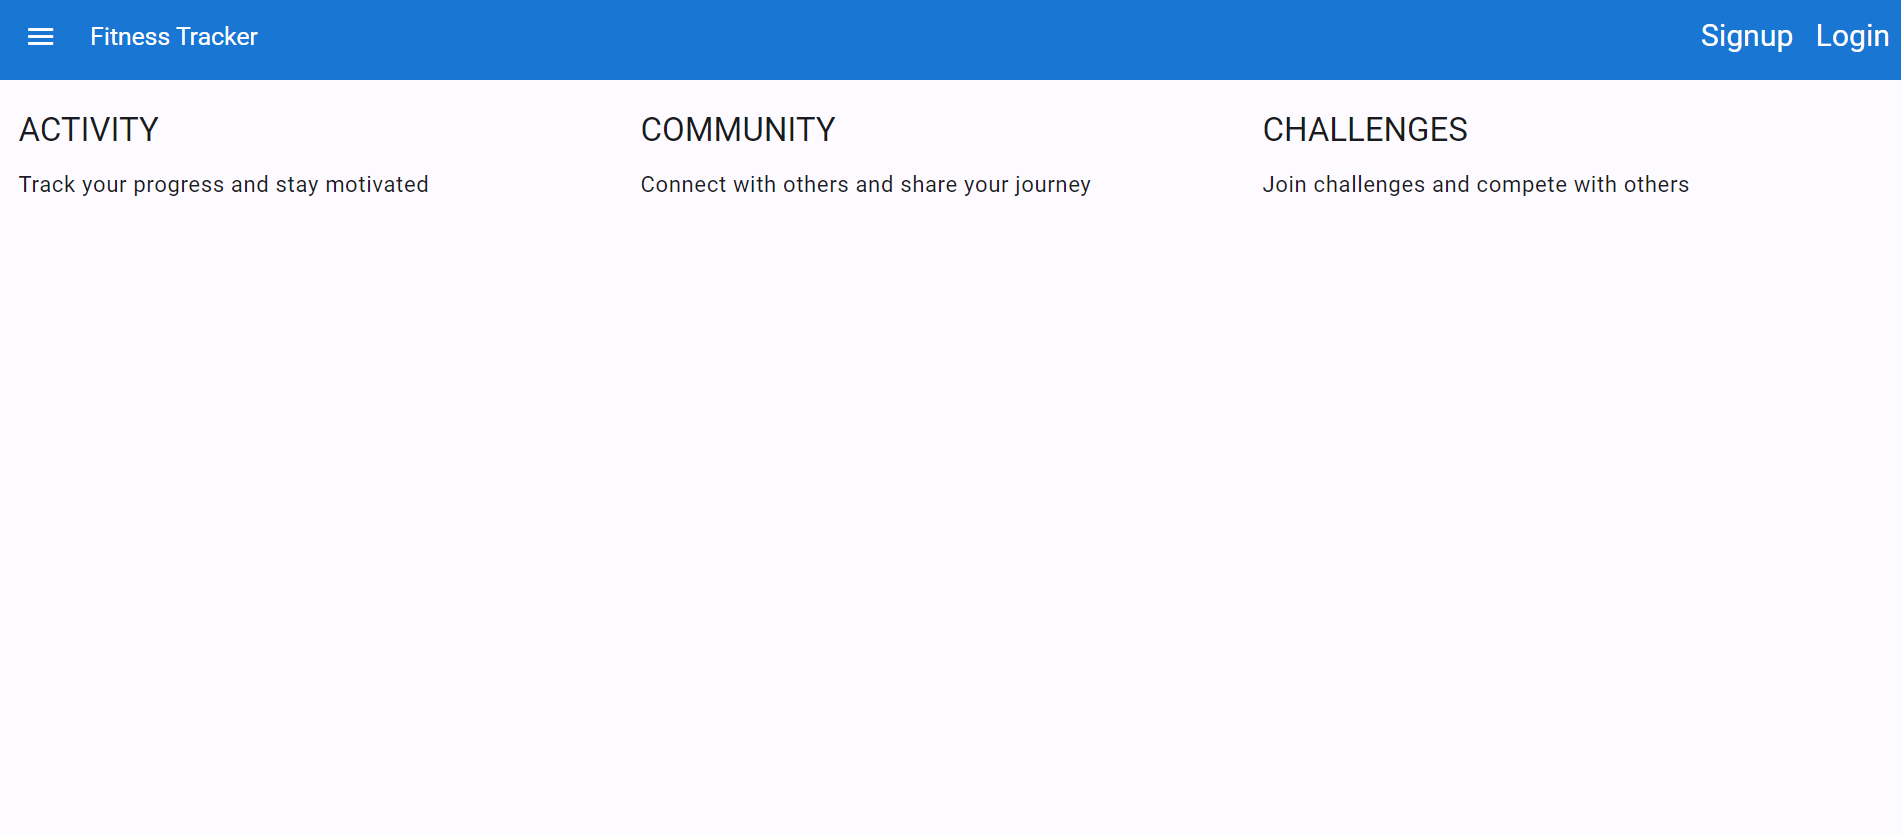 Fitness Tracker
Signup Login
ACTIVITY
Track your progress and stay motivated
COMMUNITY
Connect with others and share your journey
CHALLENGES
Join challenges and compete with others